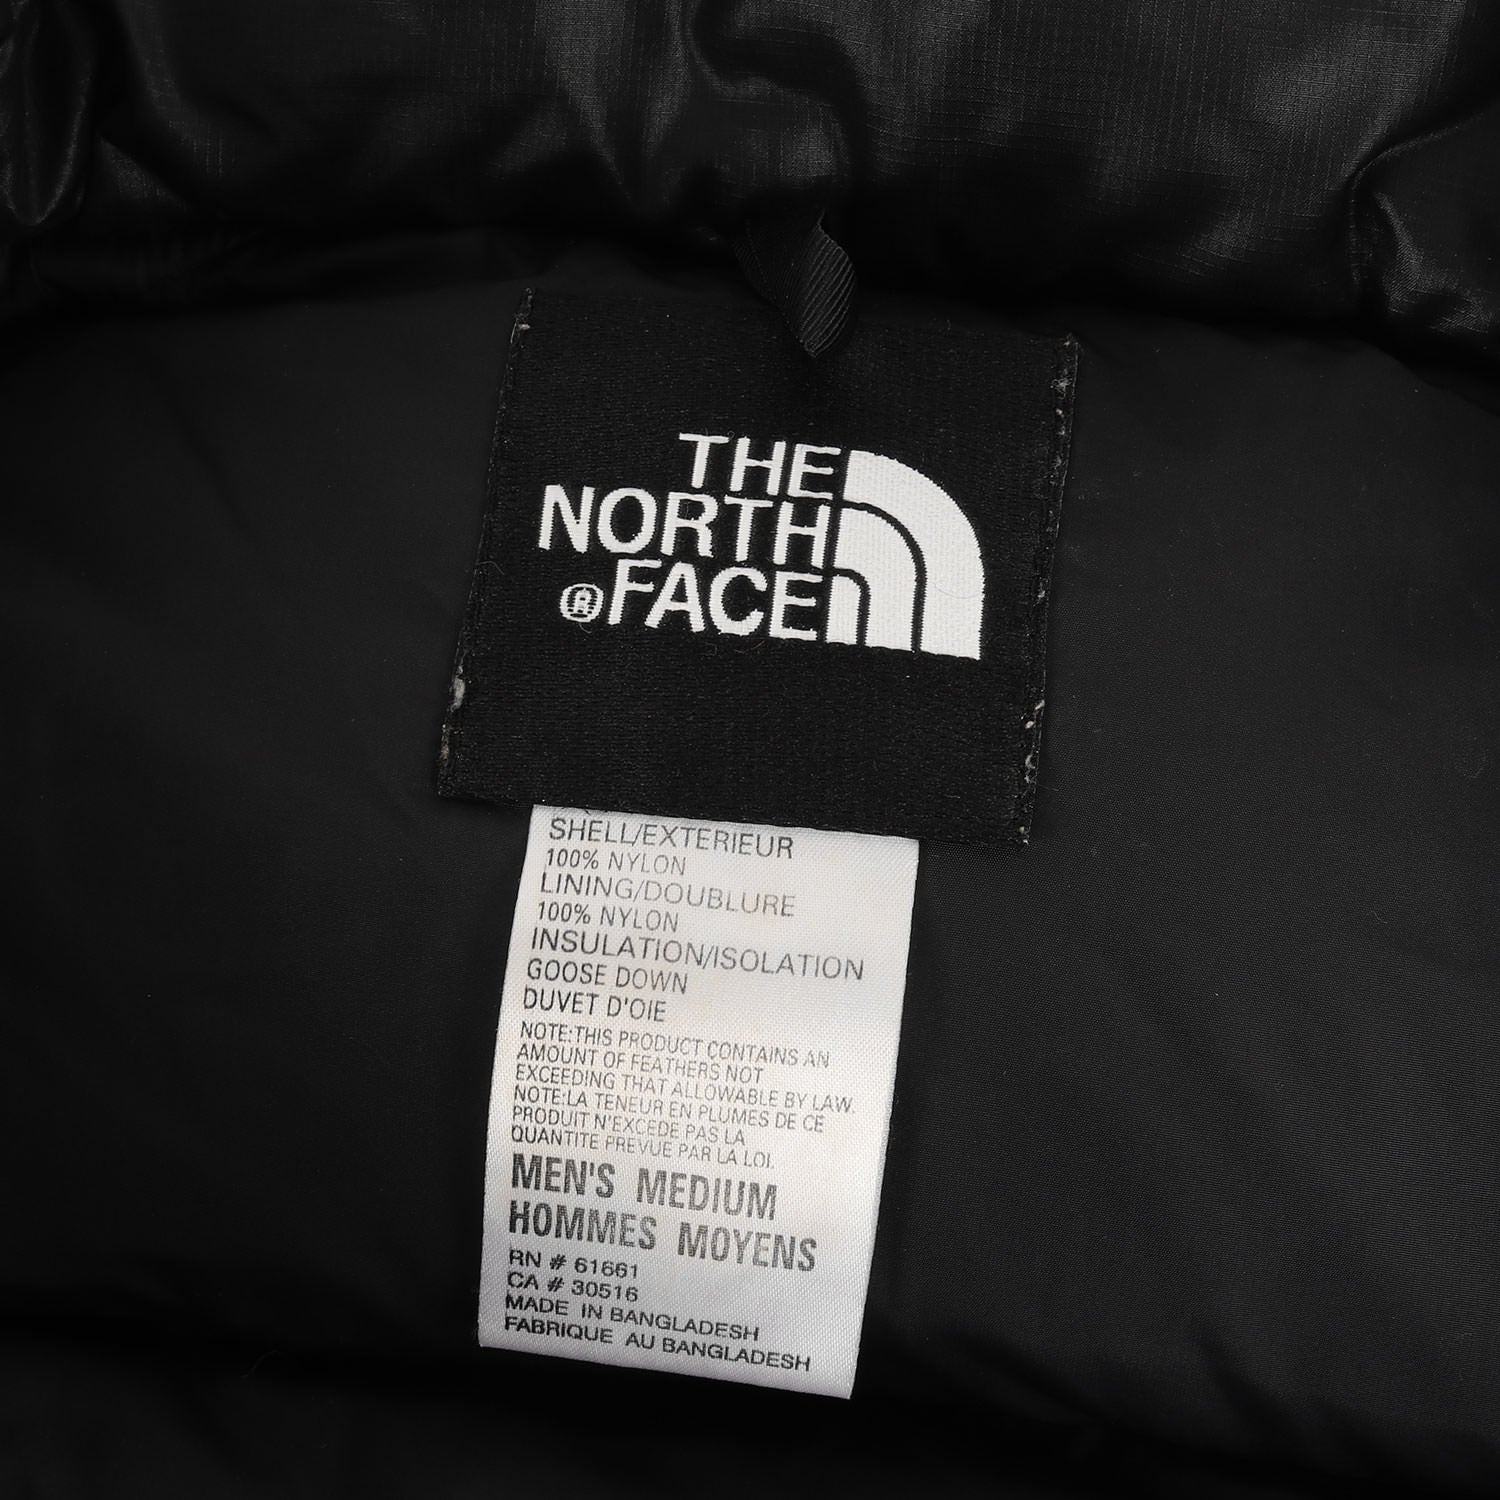 THE
NORTH
®FACE
SHELL/EXTERIEUR
100% NYLON
LINING/DOUBLURE
100% NYLON
INSULATION/ISOLATION
GOOSE DOWN
DUVET D'OIE
NOTE:THIS PRODUCT CONTAINS AN
AMOUNT OF FEATHERS NOT
EXCEEDING THAT ALLOWABLE BY LAW.
NOTE:LA TENEUR EN PLUMES DE CE
PRODUIT N'EXCEDE PAS LA
QUANTITE PREVUE PAR LA LOI.
MEN'S MEDIUM
HOMMES MOYENS
RN # 61661
CA # 30516
MADE IN BANGLADESH
FABRIQUE AU BANGLADESH